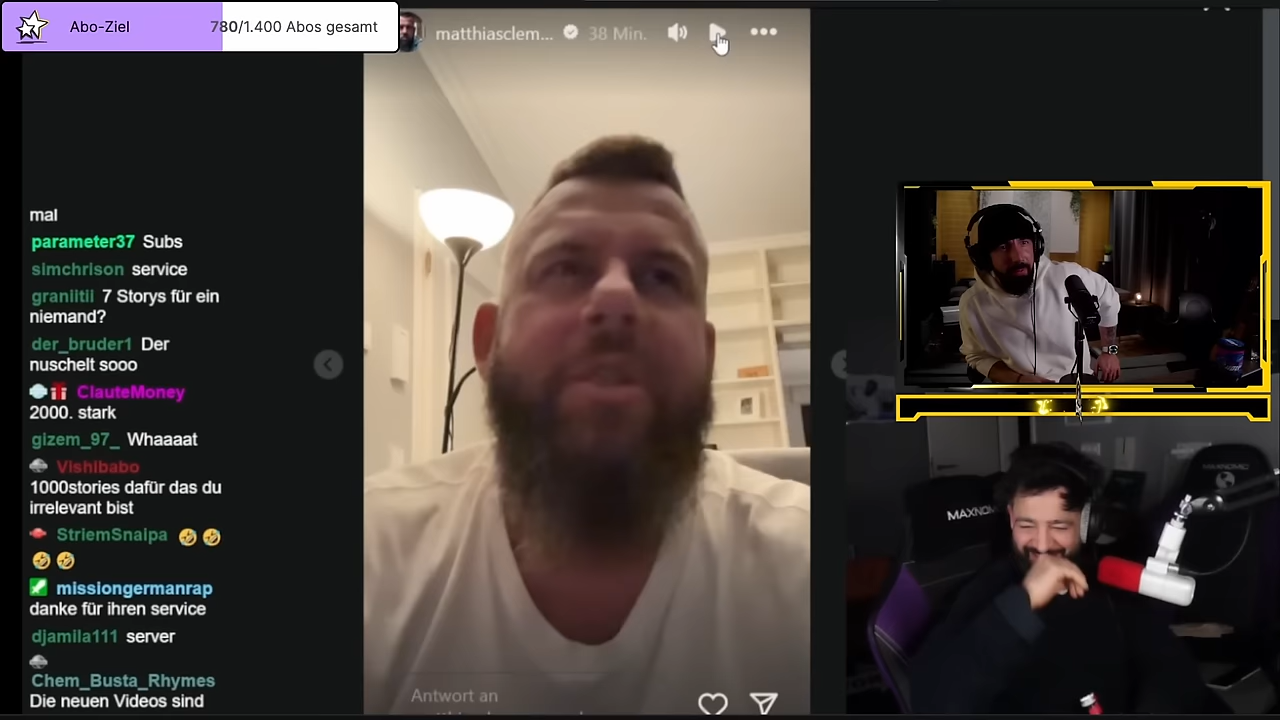 Abo-Ziel
780/1.400 Abos gesamt
matthiasclem... 38 Min.
mal
parameter37 Subs
simchrison service
graniitii 7 Storys für ein
niemand?
der_bruder1 Der
nuschelt sooo
ClauteMoney
2000. stark
gizem_97_ Whaaaat
Vishibabo
1000stories dafür das du
irrelevant bist
StriemSnaipa
missiongermanrap
danke für ihren service
djamila111 server
Chem_Busta_Rhymes
Die neuen Videos sind
Antwort an
MAXNOMIC